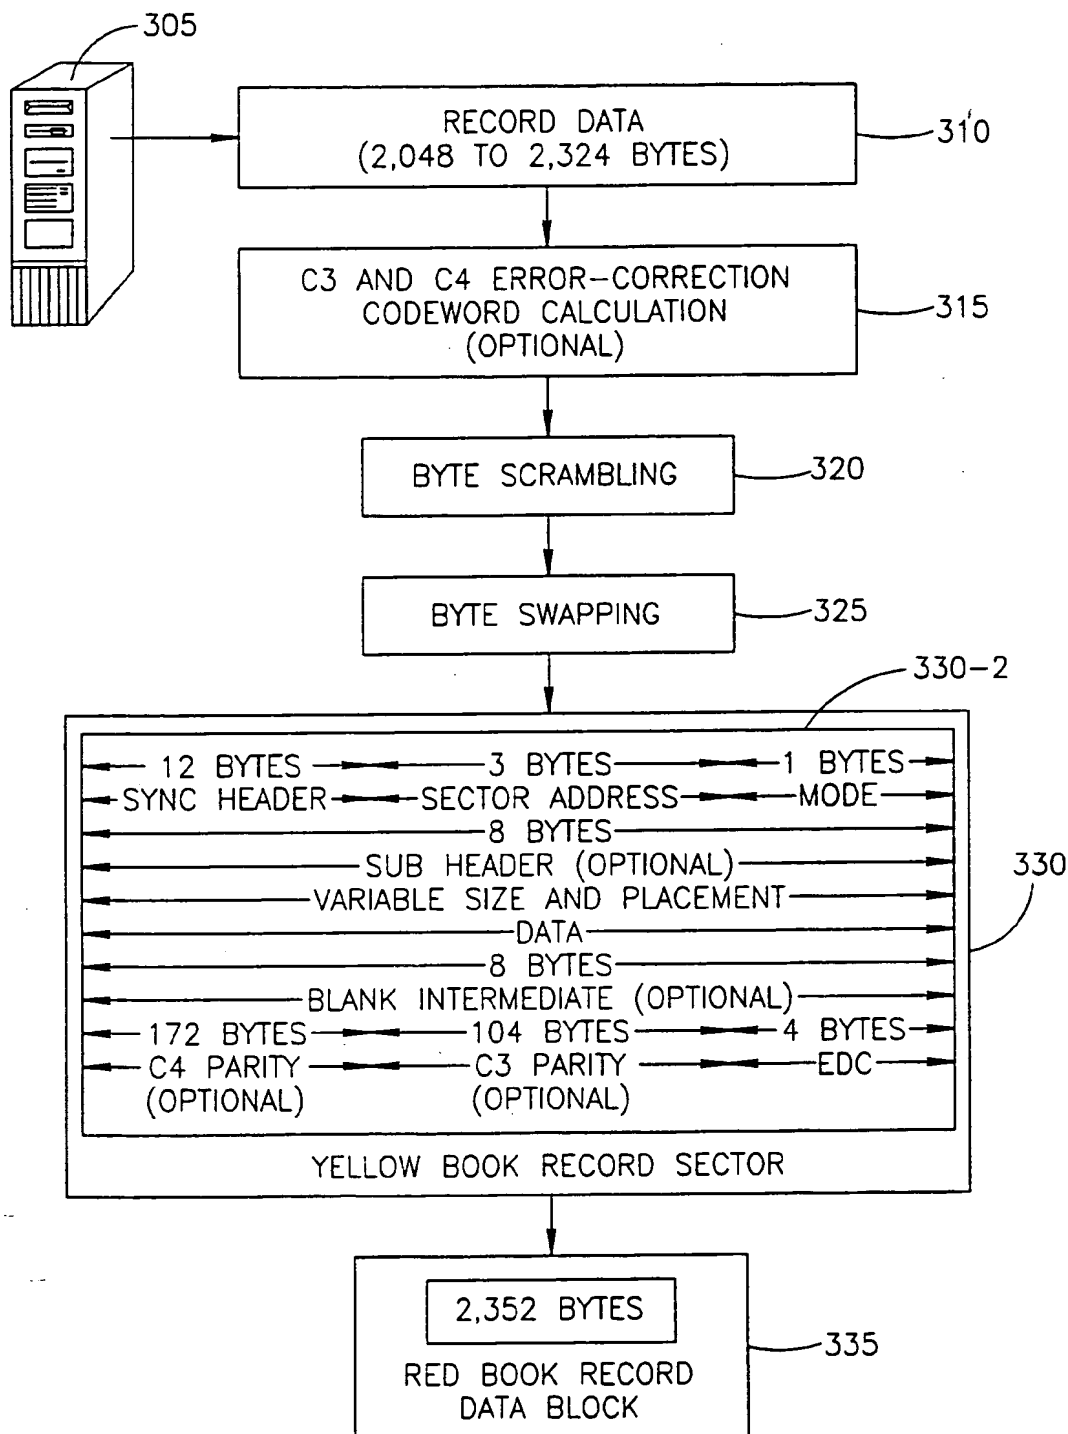 305
RECORD DATA
(2,048 TO 2,324 BYTES)
310
C3 AND C4 ERROR-CORRECTION
CODEWORD CALCULATION
(OPTIONAL)
315
BYTE SCRAMBLING
320
BYTE SWAPPING
325
330-2
12 BYTES 3 BYTES 1 BYTES
SYNC HEADER SECTOR ADDRESS MODE
8 BYTES
SUB HEADER (OPTIONAL)
330
VARIABLE SIZE AND PLACEMENT
DATA
8 BYTES
BLANK INTERMEDIATE (OPTIONAL)
172 BYTES 104 BYTES 4 BYTES
C4 PARITY C3 PARITY EDC
(OPTIONAL) (OPTIONAL)
YELLOW BOOK RECORD SECTOR
2,352 BYTES
335
RED BOOK RECORD
DATA BLOCK